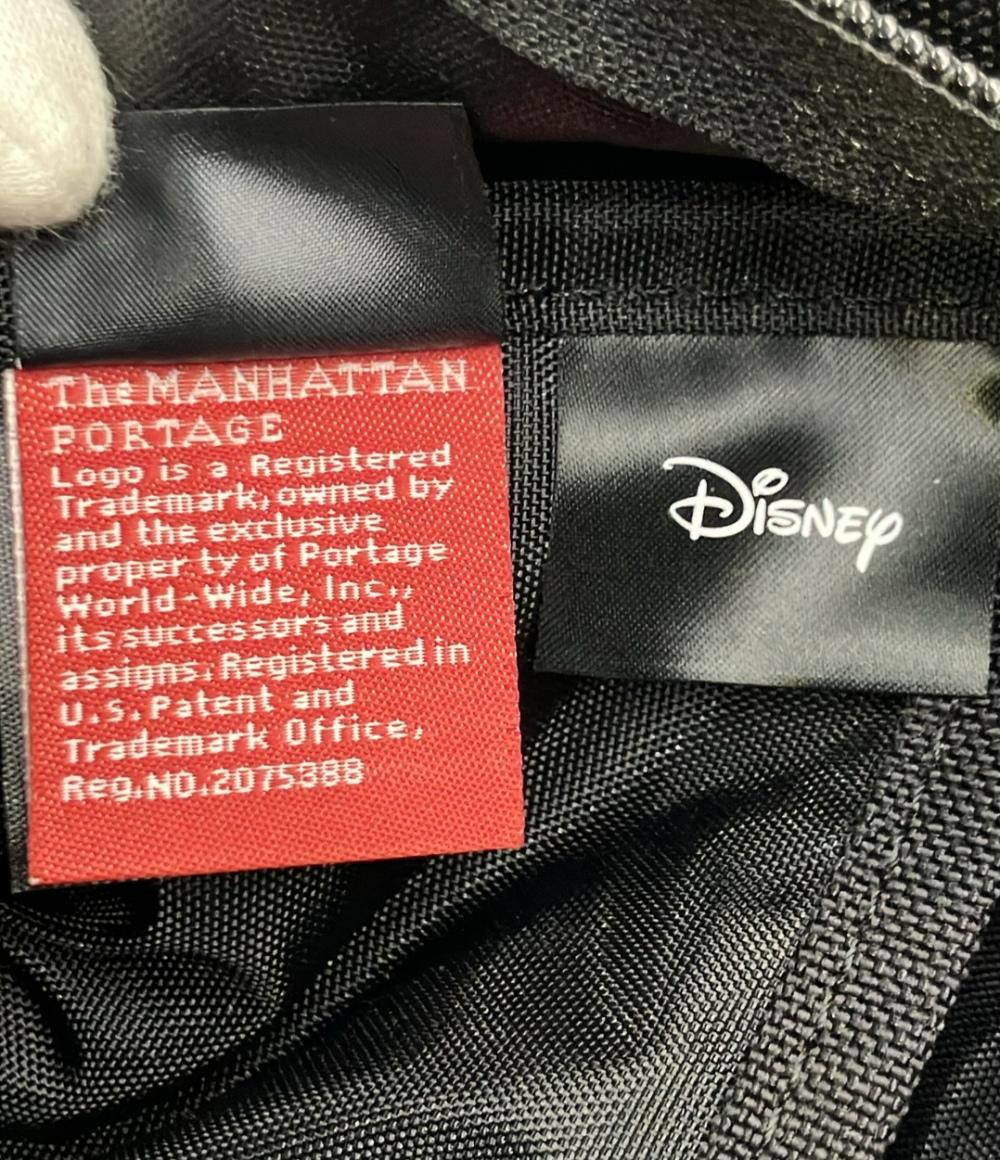 The MANHATTAN
PORTAGE
Logo is a Registered
Trademark, owned by
and the exclusive
property of Portage
World-Wide, Inc.,
its successors and
assigns. Registered in
U.S. Patent and
Trademark Office,
Reg.NO.2075388
Disney